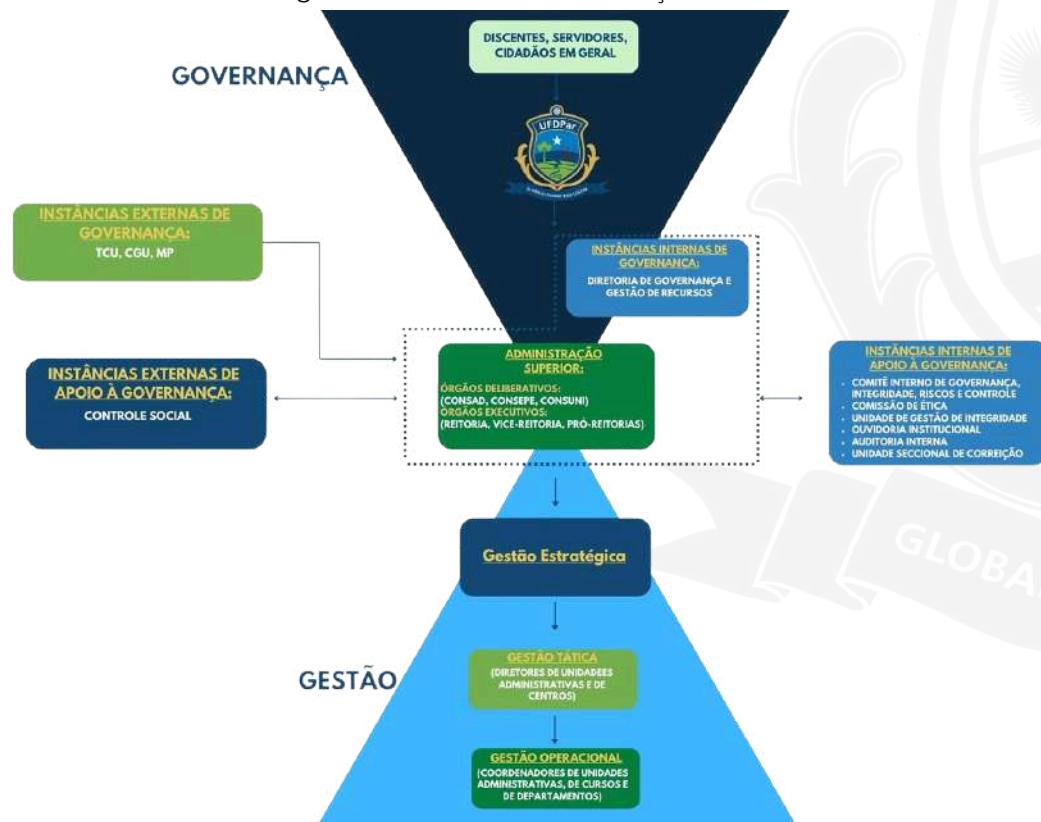 DISCENTES, SERVIDORES,
CIDADÃOS EM GERAL
GOVERNANÇA
UFDPar
INSTÂNCIAS EXTERNAS DE
GOVERNANÇA:
TCU, CGU, MP
INSTÂNCIAS INTERNAS DE
GOVERNANÇA:
DIRETORIA DE GOVERNANÇA E
GESTÃO DE RECURSOS
ADMINISTRAÇÃO
SUPERIOR:
ÓRGÃOS DELIBERATIVOS:
(CONSAD, CONSEPE, CONSUNI)
ÓRGÃOS EXECUTIVOS:
(REITORIA, VICE-REITORIA, PRÓ-REITORIAS)
INSTÂNCIAS EXTERNAS DE
APOIO À GOVERNANÇA:
CONTROLE SOCIAL
INSTÂNCIAS INTERNAS DE
APOIO À GOVERNANÇA:
• COMITÊ INTERNO DE GOVERNANÇA,
INTEGRIDADE, RISCOS E CONTROLE
• COMISSÃO DE ÉTICA
• UNIDADE DE GESTÃO DE INTEGRIDADE
• OUVIDORIA INSTITUCIONAL
• AUDITORIA INTERNA
• UNIDADE SECCIONAL DE CORREIÇÃO
Gestão Estratégica
GESTÃO
GESTÃO TÁTICA
(DIRETORES DE UNIDADEES
ADMINISTRATIVAS E DE
CENTROS)
GESTÃO OPERACIONAL
(COORDENADORES DE UNIDADES
ADMINISTRATIVAS, DE CURSOS E
DE DEPARTAMENTOS)